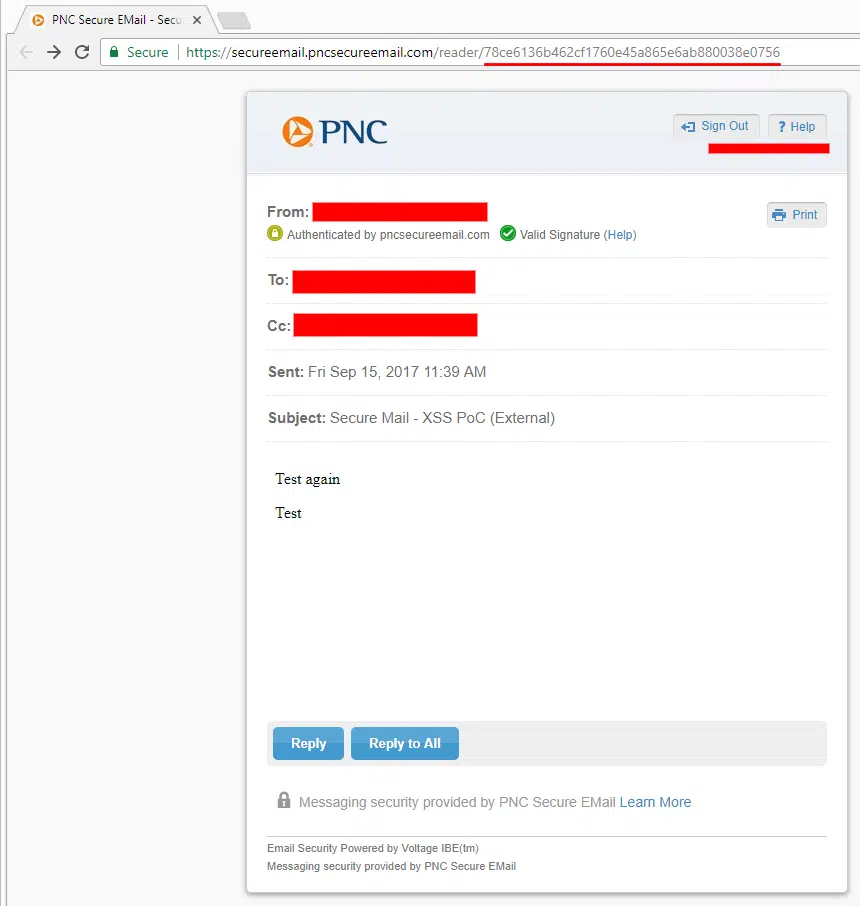 PNC Secure EMail - Secu
Secure https://secureemail.pncsecureemail.com/reader/78ce6136b462cf1760e45a865e6ab880038e0756
PNC
Sign Out ? Help
From:
Print
Authenticated by pncsecureemail.com Valid Signature (Help)
To:
Cc:
Sent: Fri Sep 15, 2017 11:39 AM
Subject: Secure Mail - XSS PoC (External)
Test again
Test
Reply Reply to All
Messaging security provided by PNC Secure EMail Learn More
Email Security Powered by Voltage IBE(tm)
Messaging security provided by PNC Secure EMail